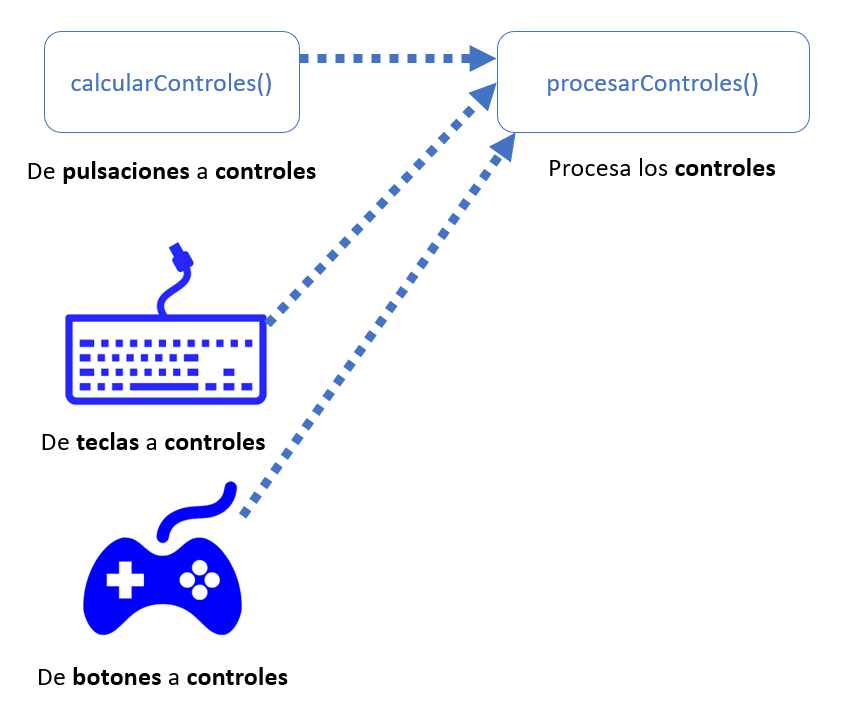 calcularControles()
procesarControles()
De pulsaciones a controles
Procesa los controles
De teclas a controles
De botones a controles